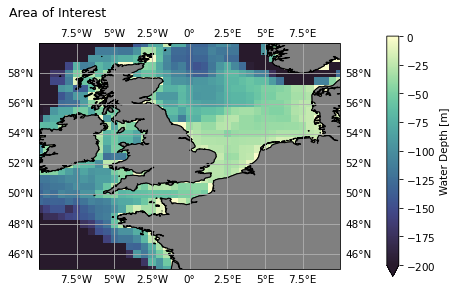 Area of Interest
7.5°W 5°W 2.5°W 0° 2.5°E 5°E 7.5°E
58°N 58°N
56°N 56°N
54°N 54°N
52°N 52°N
50°N 50°N
48°N 48°N
46°N 46°N
7.5°W 5°W 2.5°W 0° 2.5°E 5°E 7.5°E
0
−25
−50
−75
−100
−125
−150
−175
−200
Water Depth [m]